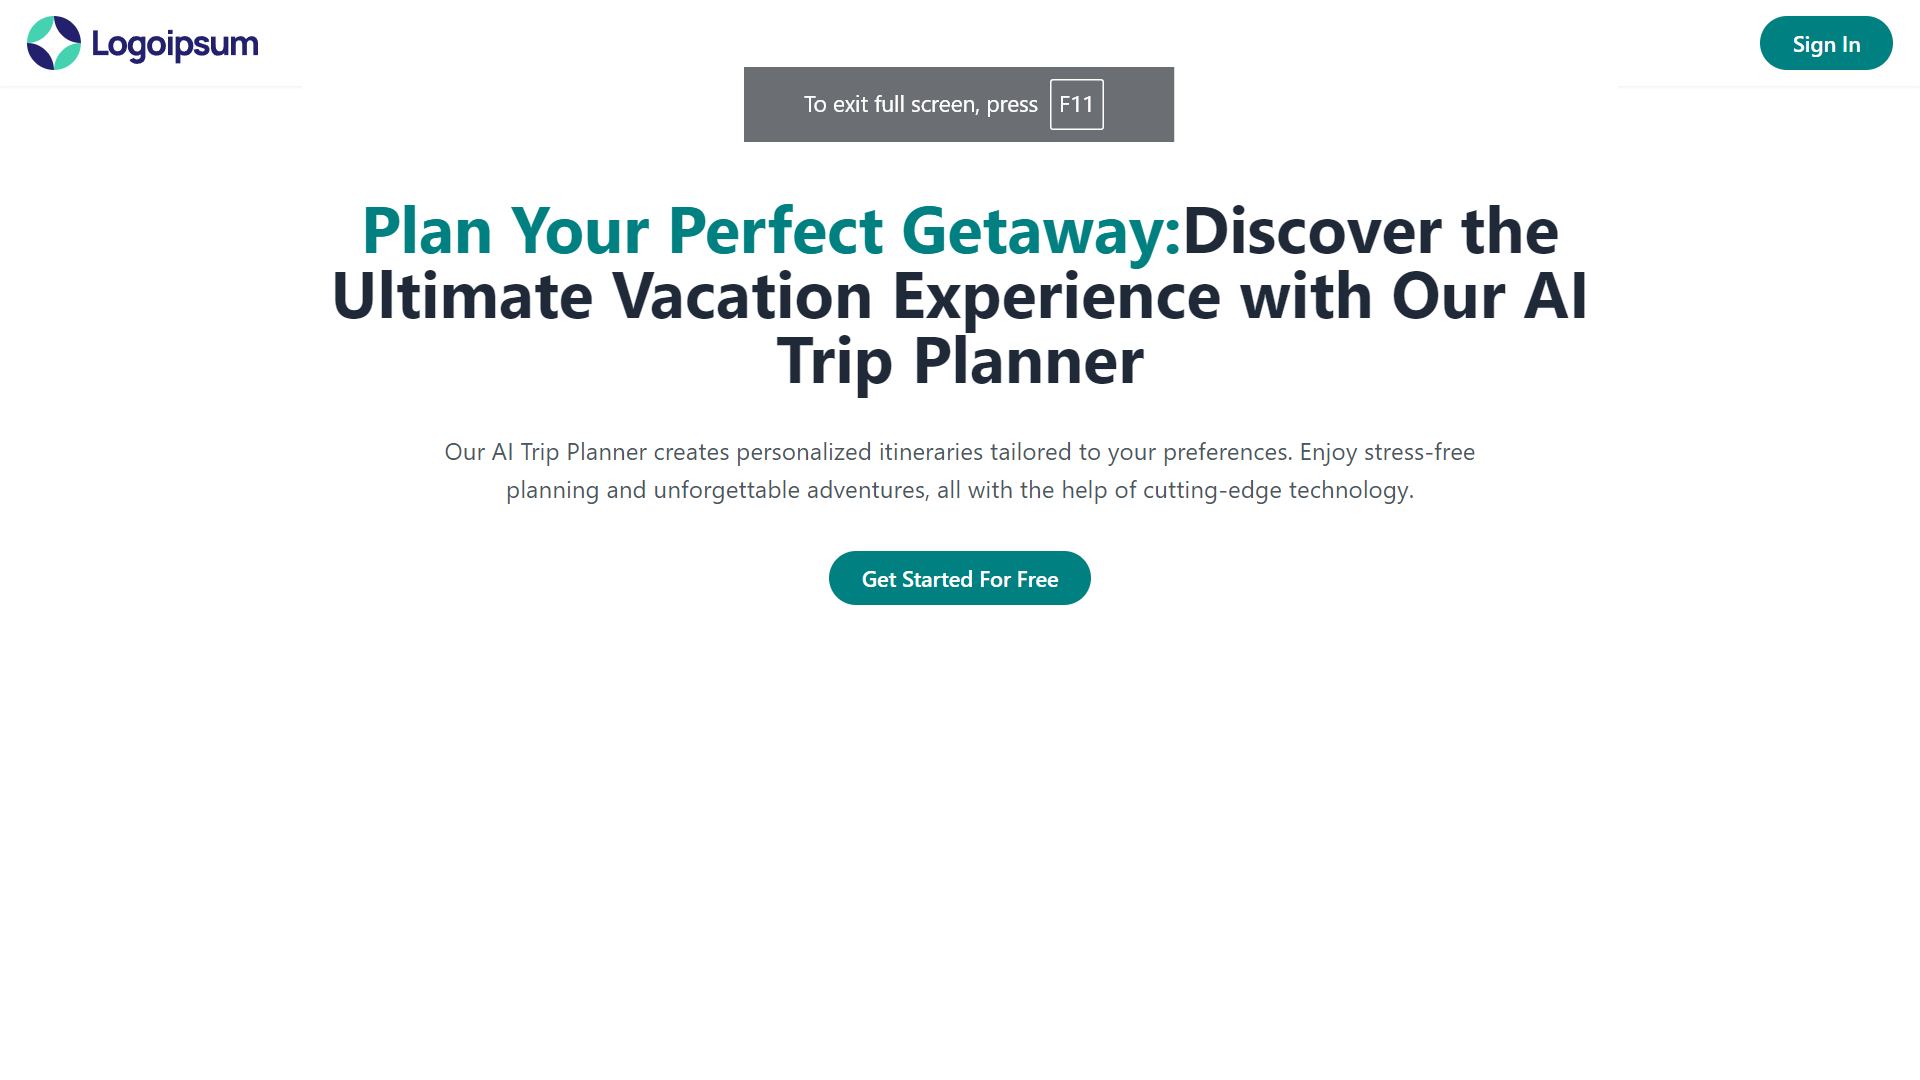 Logoipsum
Sign In
To exit full screen, press F11
Plan Your Perfect Getaway:Discover the
Ultimate Vacation Experience with Our AI
Trip Planner
Our AI Trip Planner creates personalized itineraries tailored to your preferences. Enjoy stress-free
planning and unforgettable adventures, all with the help of cutting-edge technology.
Get Started For Free